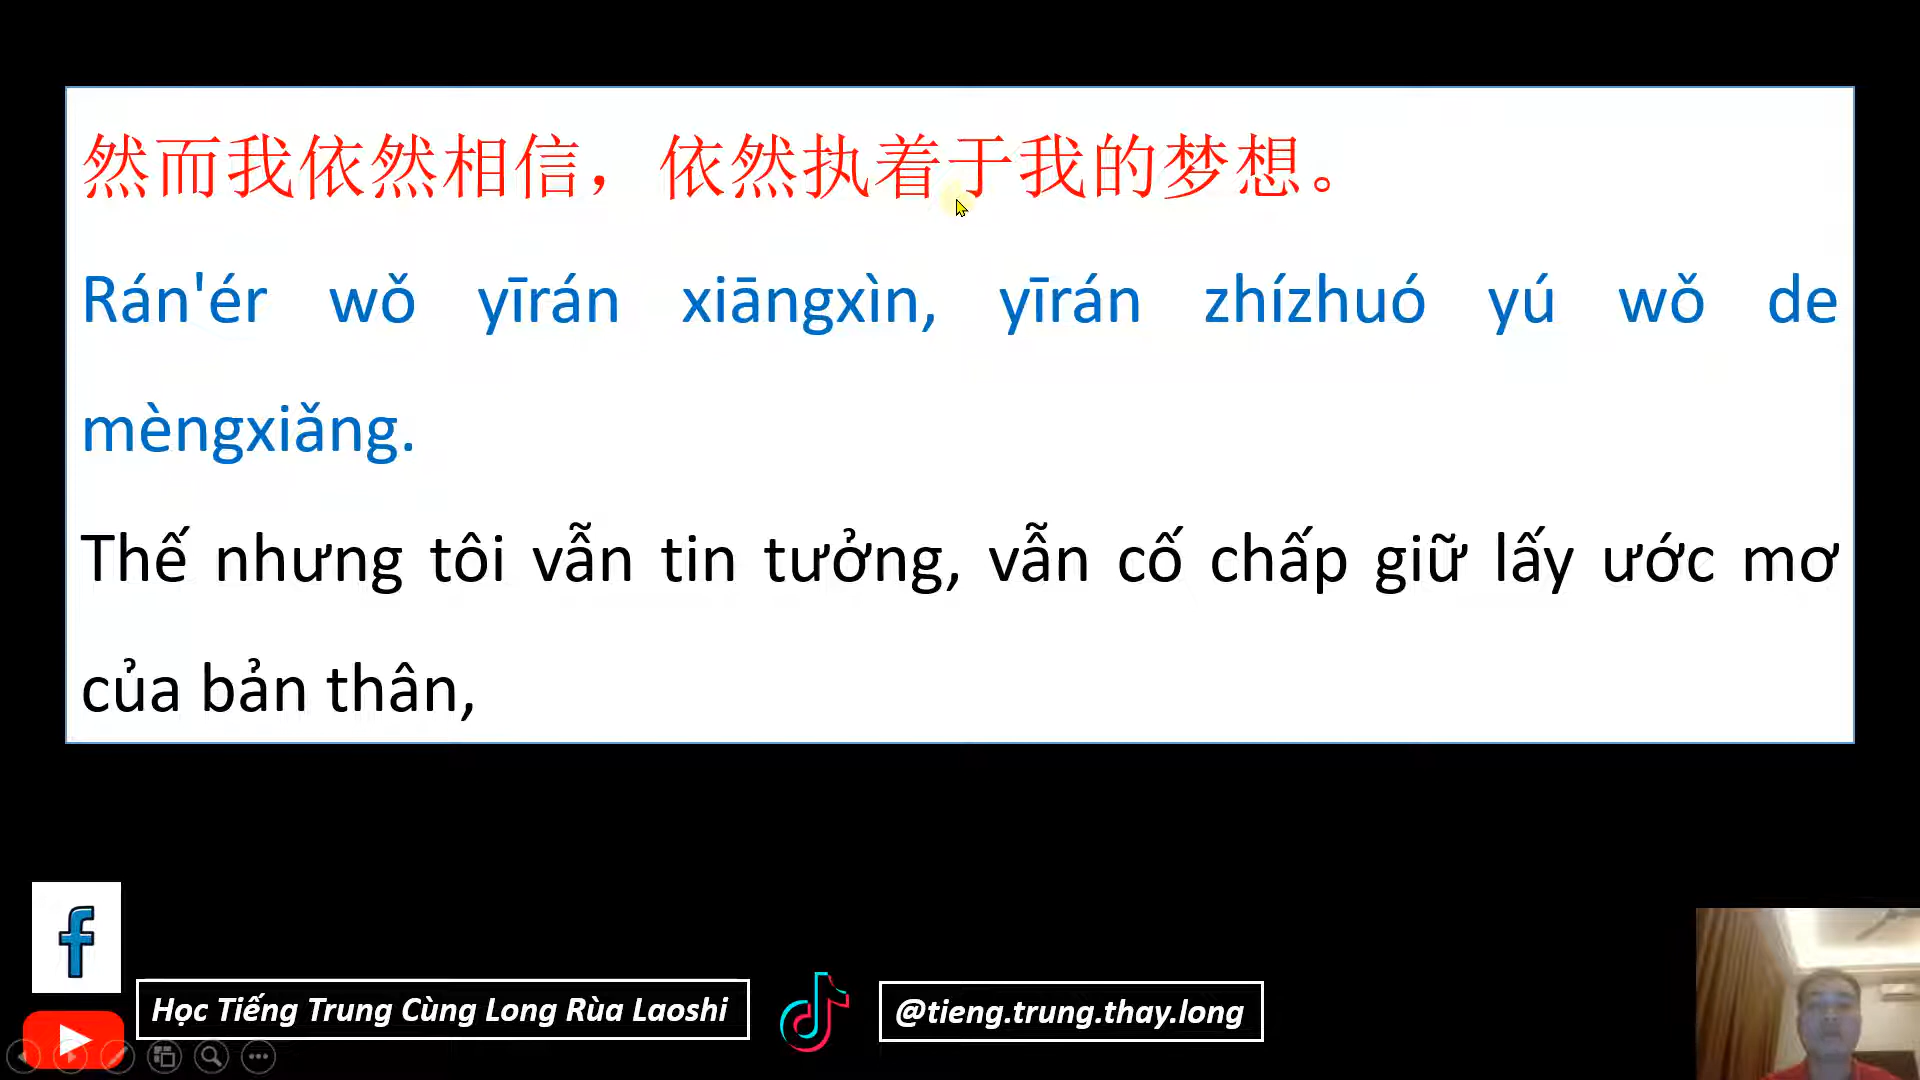 然而我依然相信，依然执着于我的梦想。
Rán'ér wǒ yīrán xiāngxìn, yīrán zhízhuó yú wǒ de
mèngxiǎng.
Thế nhưng tôi vẫn tin tưởng, vẫn cố chấp giữ lấy ước mơ
của bản thân,
Học Tiếng Trung Cùng Long Rùa Laoshi
@tieng.trung.thay.long